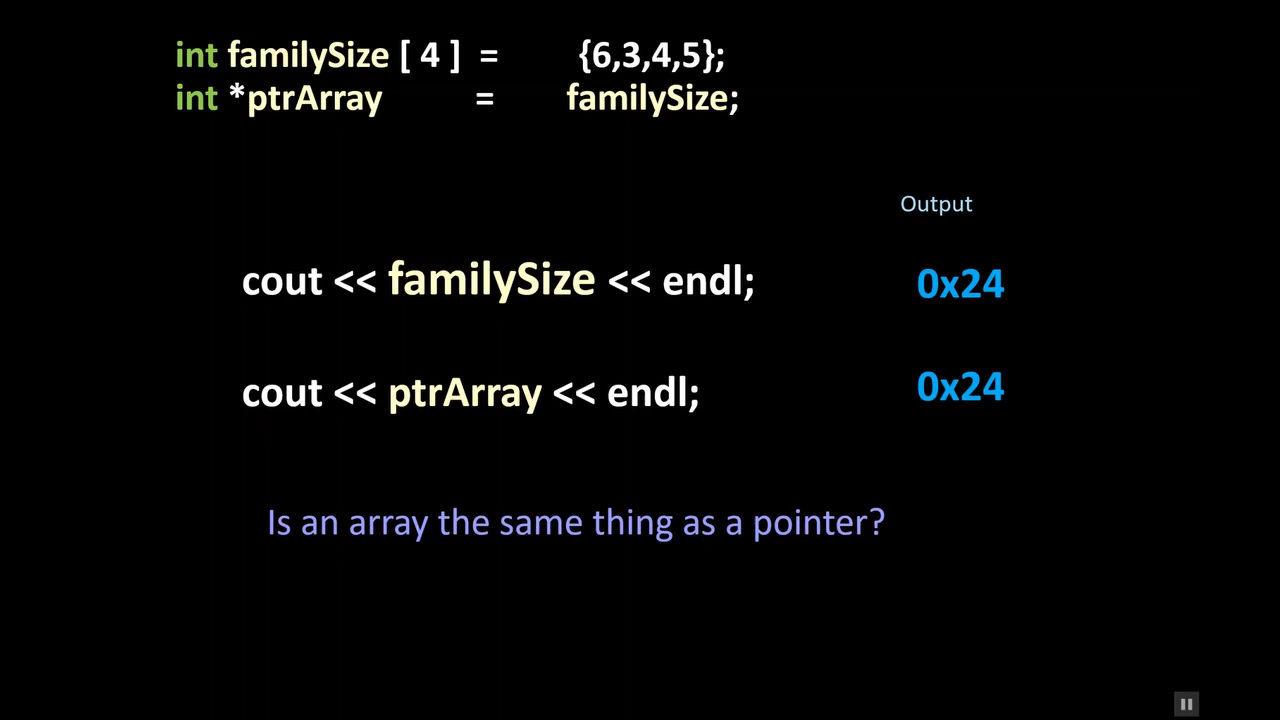 int familySize [ 4 ] = {6,3,4,5};
int *ptrArray = familySize;
Output
cout << familySize << endl; 0x24
cout << ptrArray << endl; 0x24
Is an array the same thing as a pointer?